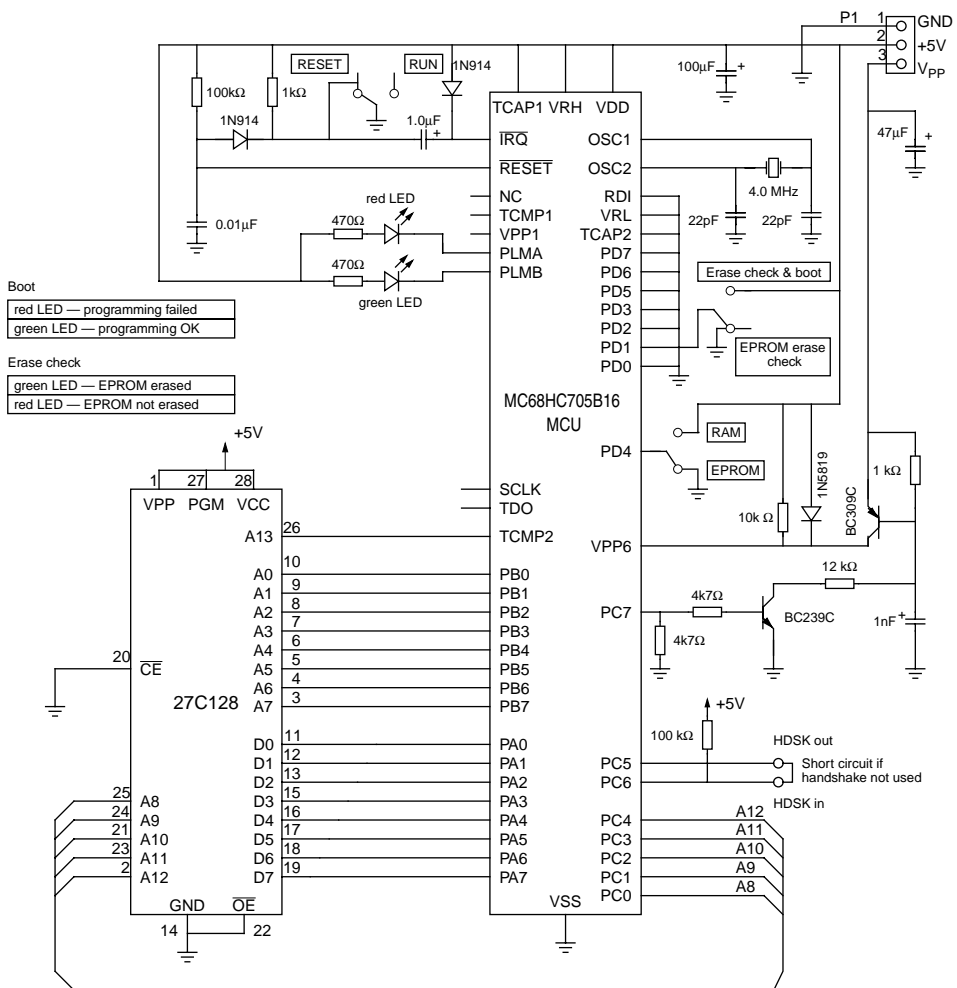 P1
1
GND
2
+5V
3
VPP
RESET
RUN
1N914
100µF
+
100kΩ
1kΩ
1N914
1.0µF
+
TCAP1 VRH VDD
47µF
+
IRQ
OSC1
RESET
OSC2
4.0 MHz
NC
RDI
TCMP1
VRL
22pF
22pF
VPP1
TCAP2
0.01µF
red LED
470Ω
PLMA
PD7
470Ω
PLMB
PD6
green LED
Erase check & boot
PD5
PD3
PD2
PD1
PD0
EPROM erase
check
Boot
red LED — programming failed
green LED — programming OK
Erase check
green LED — EPROM erased
red LED — EPROM not erased
MC68HC705B16
MCU
PD4
RAM
EPROM
1N5819
1 kΩ
10k Ω
BC309C
+5V
1
27
28
VPP PGM VCC
SCLK
TDO
A13
26
TCMP2
VPP6
A0
10
PB0
A1
9
PB1
A2
8
PB2
A3
7
PB3
A4
6
PB4
A5
5
PB5
A6
4
PB6
A7
3
PB7
12 kΩ
PC7
4k7Ω
4k7Ω
BC239C
1nF
+
20
CE
27C128
D0
11
PA0
D1
12
PA1
D2
13
PA2
D3
15
PA3
D4
16
PA4
D5
17
PA5
D6
18
PA6
D7
19
PA7
+5V
100 kΩ
HDSK out
PC5
Short circuit if
handshake not used
PC6
HDSK in
25
A8
24
A9
21
A10
23
A11
2
A12
PC4
A12
PC3
A11
PC2
A10
PC1
A9
PC0
A8
GND
OE
14
22
VSS